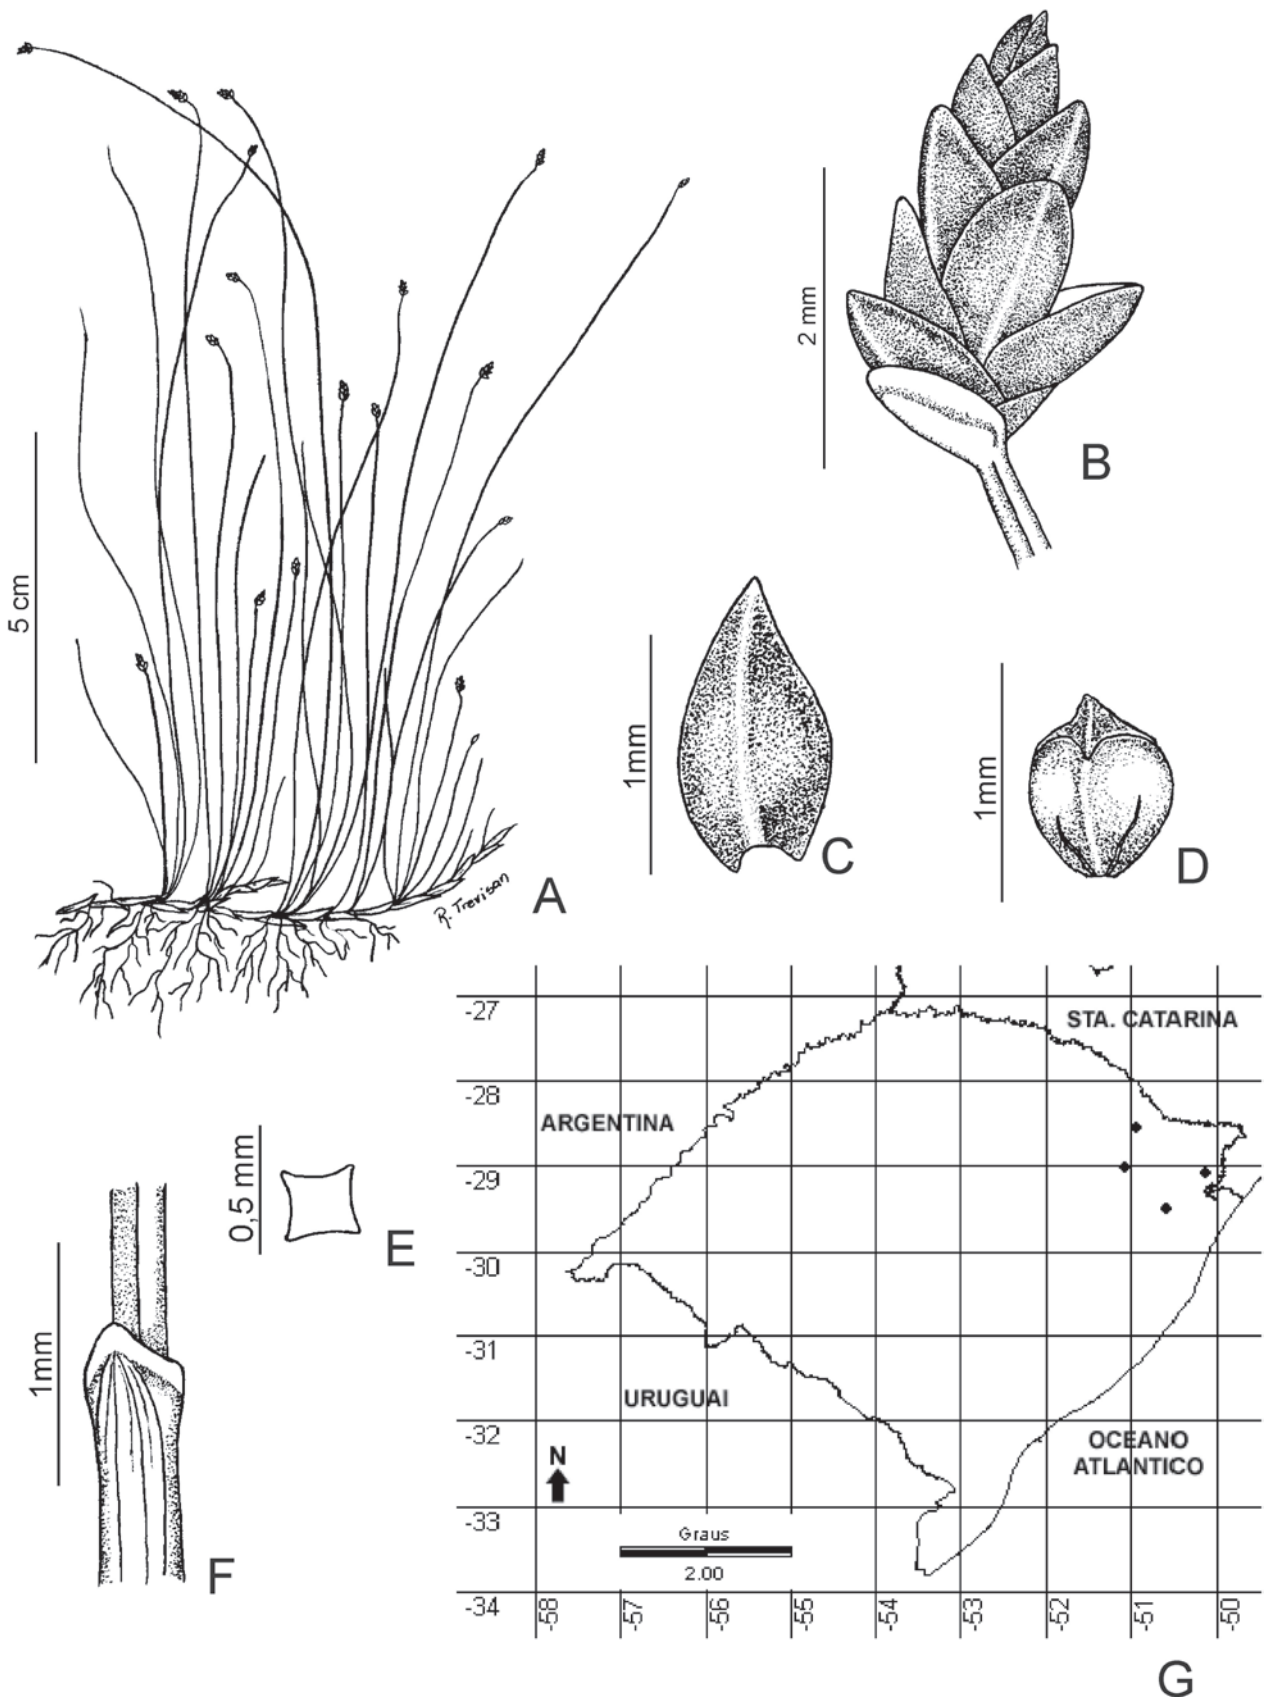 5 cm
R. Trevisan
A
2 mm
B
1mm
C
1mm
D
0,5 mm
E
1mm
F
-27
-28
-29
-30
-31
-32
-33
-34
STA. CATARINA
ARGENTINA
URUGUAI
OCEANO
ATLANTICO
N
Graus
2.00
-58
-57
-56
-55
-54
-53
-52
-51
-50
G